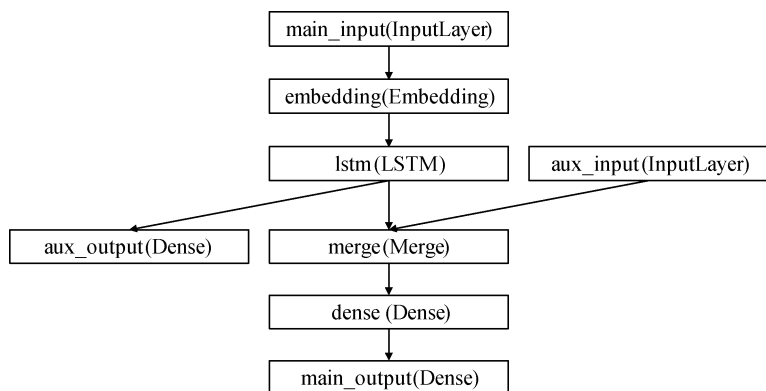 main_input(InputLayer)
embedding(Embedding)
lstm(LSTM)
aux_input(InputLayer)
aux_output(Dense)
merge(Merge)
dense (Dense)
main_output(Dense)